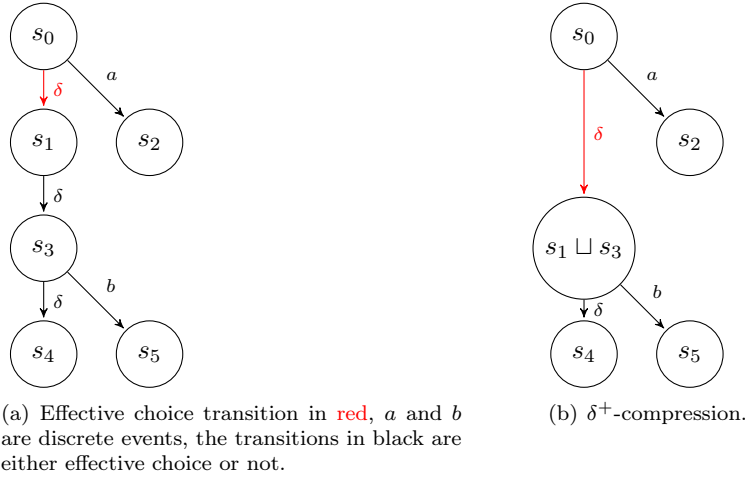 s₀ s₀
δ a a
s₁ s₂ δ s₂
δ
s₃ s₁ ⊔ s₃
δ b δ b
s₄ s₅ s₄ s₅
(a) Effective choice transition in red, a and b
are discrete events, the transitions in black are
either effective choice or not.
(b) δ⁺-compression.